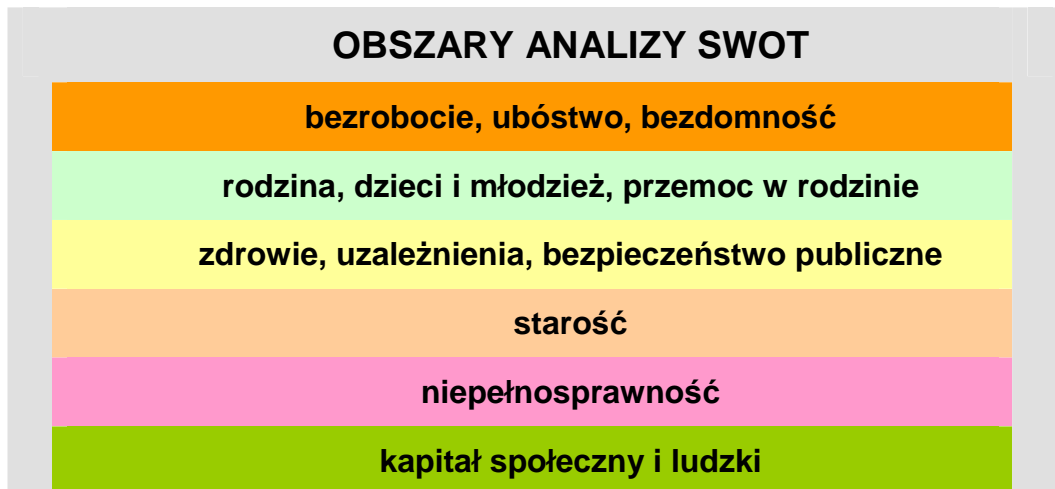 OBSZARY ANALIZY SWOT
bezrobocie, ubóstwo, bezdomność
rodzina, dzieci i młodzież, przemoc w rodzinie
zdrowie, uzależnienia, bezpieczeństwo publiczne
starość
niepełnosprawność
kapitał społeczny i ludzki